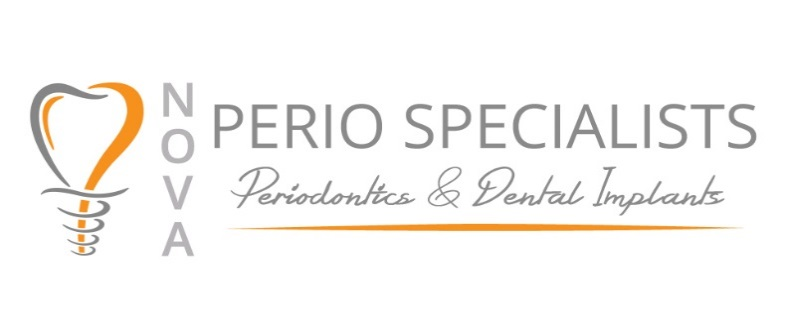 NOVA
PERIO SPECIALISTS
Periodontics & Dental Implants